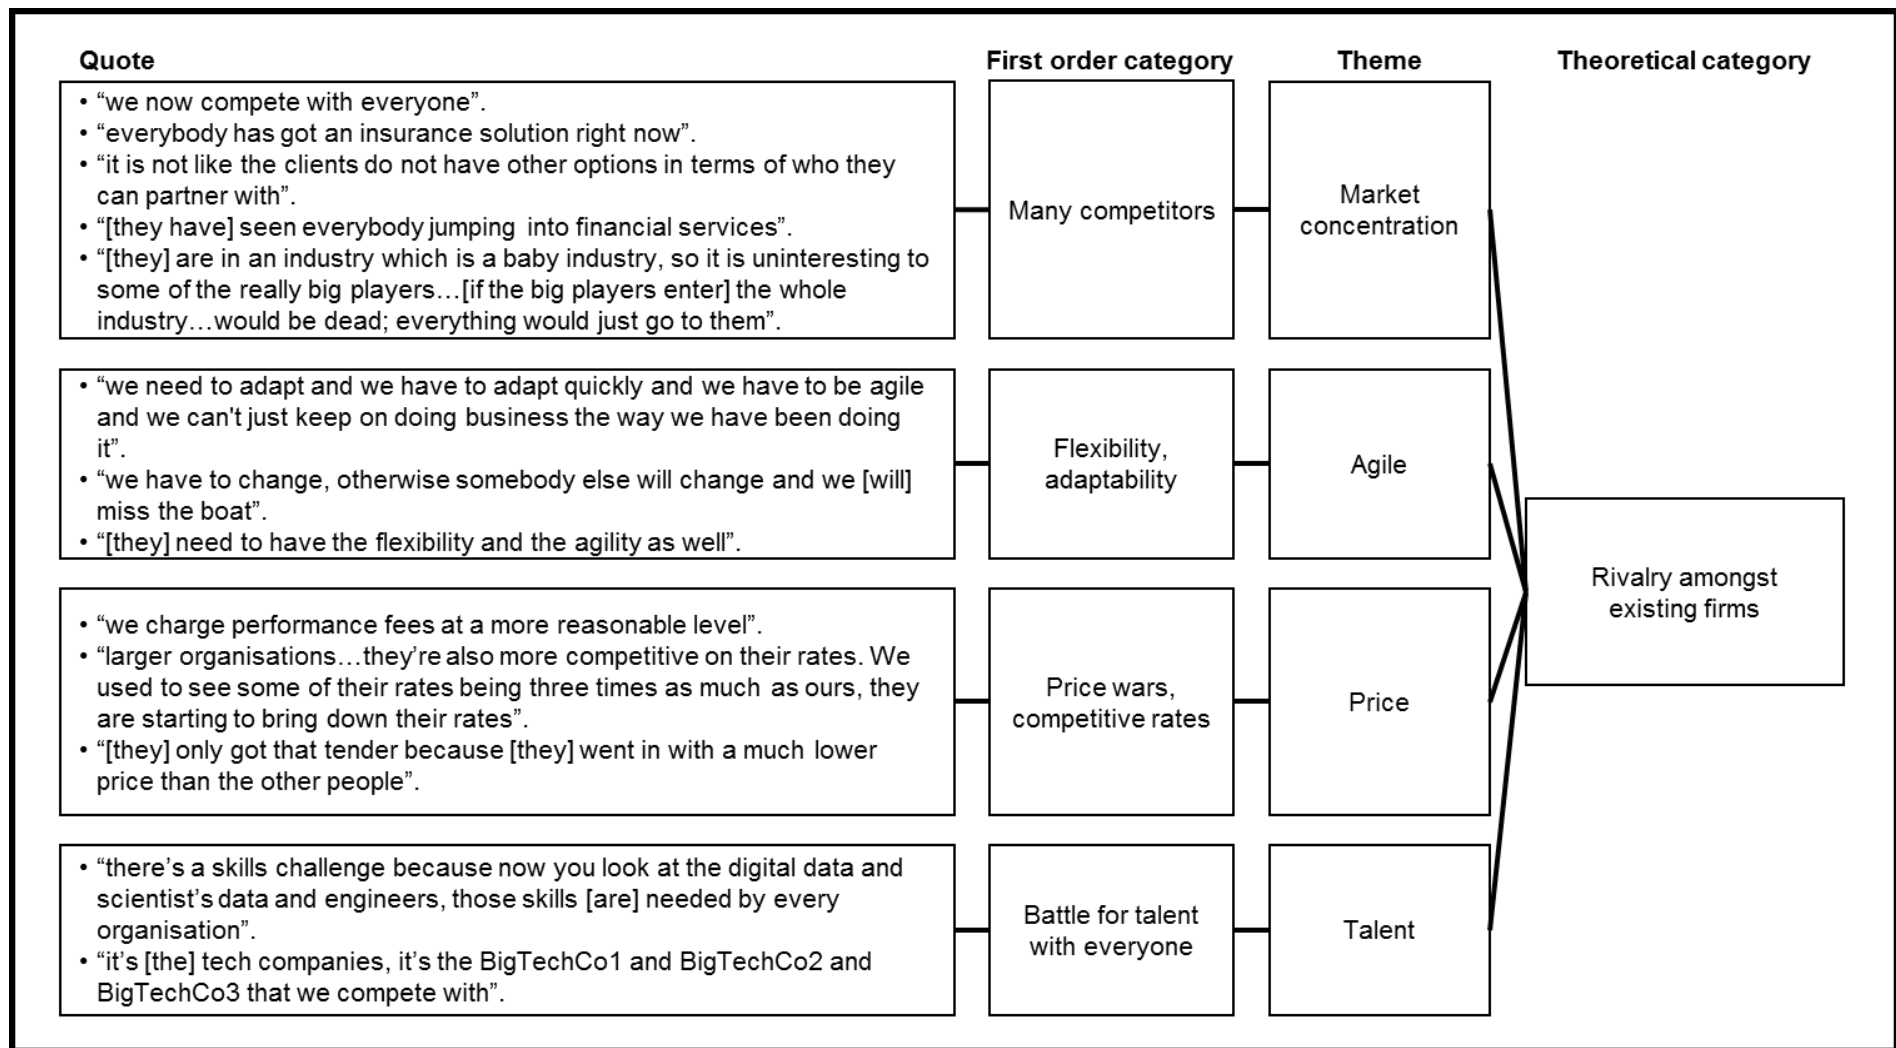 Quote
First order category
Theme
Theoretical category
• “we now compete with everyone”.
• “everybody has got an insurance solution right now”.
• “it is not like the clients do not have other options in terms of who they
can partner with”.
• “[they have] seen everybody jumping into financial services”.
• “[they] are in an industry which is a baby industry, so it is uninteresting to
some of the really big players…[if the big players enter] the whole
industry…would be dead; everything would just go to them”.
Many competitors
Market
concentration
• “we need to adapt and we have to adapt quickly and we have to be agile
and we can't just keep on doing business the way we have been doing
it”.
• “we have to change, otherwise somebody else will change and we [will]
miss the boat”.
• “[they] need to have the flexibility and the agility as well”.
Flexibility,
adaptability
Agile
• “we charge performance fees at a more reasonable level”.
• “larger organisations…they’re also more competitive on their rates. We
used to see some of their rates being three times as much as ours, they
are starting to bring down their rates”.
• “[they] only got that tender because [they] went in with a much lower
price than the other people”.
Price wars,
competitive rates
Price
• “there’s a skills challenge because now you look at the digital data and
scientist’s data and engineers, those skills [are] needed by every
organisation”.
• “it’s [the] tech companies, it’s the BigTechCo1 and BigTechCo2 and
BigTechCo3 that we compete with”.
Battle for talent
with everyone
Talent
Rivalry amongst
existing firms